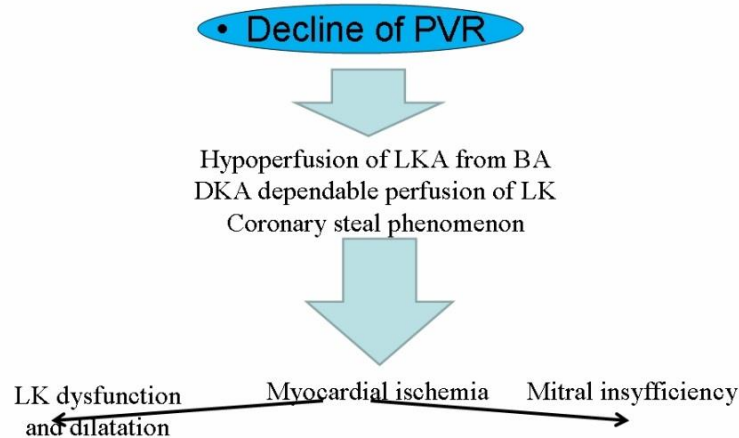 • Decline of PVR
Hypoperfusion of LKA from BA
DKA dependable perfusion of LK
Coronary steal phenomenon
LK dysfunction
and dilatation
Myocardial ischemia
Mitral insyfficiency